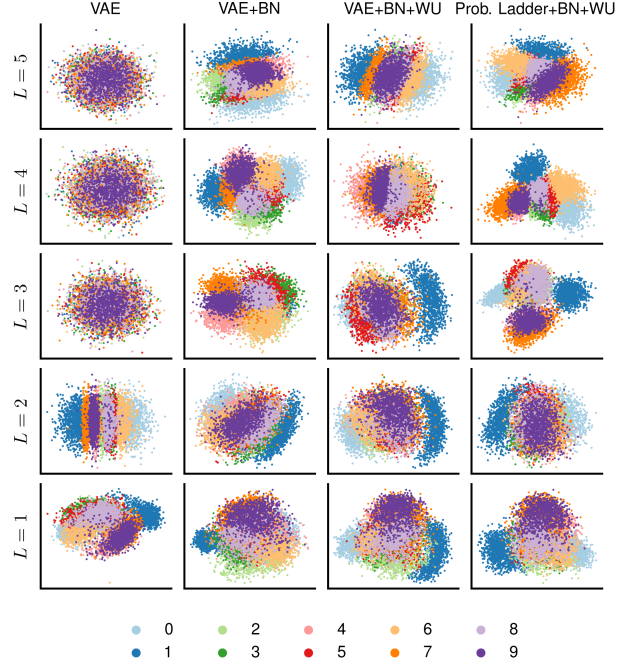 VAE VAE+BN VAE+BN+WU Prob. Ladder+BN+WU
L = 5
L = 4
L = 3
L = 2
L = 1
0 2 4 6 8
1 3 5 7 9